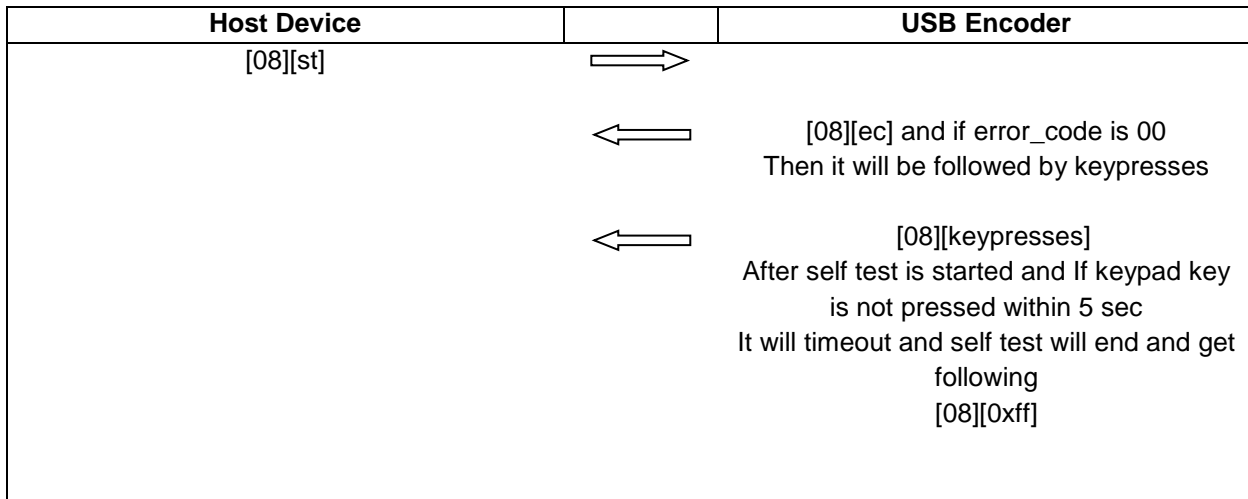 Host Device USB Encoder
[08][st]
[08][ec] and if error_code is 00
Then it will be followed by keypresses
[08][keypresses]
After self test is started and If keypad key
is not pressed within 5 sec
It will timeout and self test will end and get
following
[08][0xff]